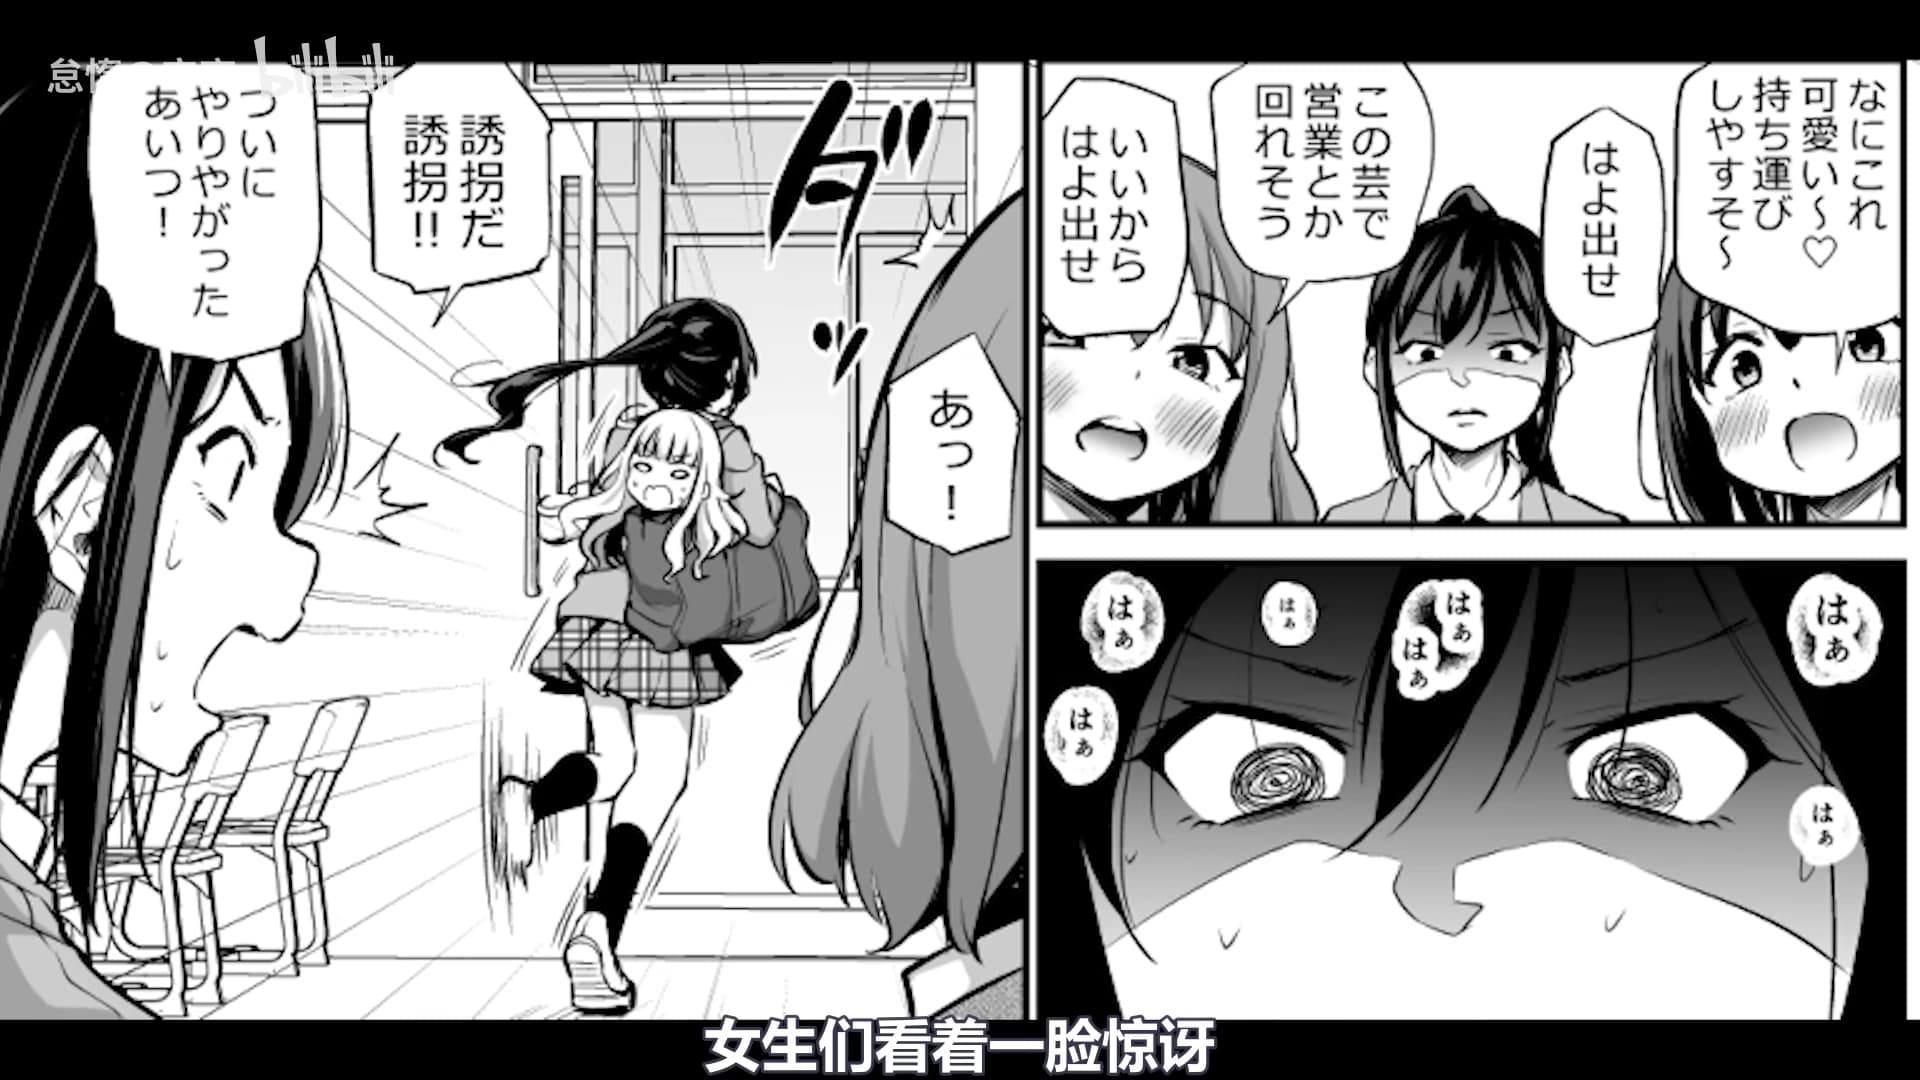 なにこれ
可愛い～♡
持ち運び
しやすそ～
はよ出せ
この芸で
営業とか
回れそう
いいから
はよ出せ
はぁ
はぁ
はぁ
はぁ
はぁ
はぁ
はぁ
あっ！
ダッ
誘拐だ
誘拐!!
ついに
やりやがった
あいつ！
bilibili
女生们看着一脸惊讶